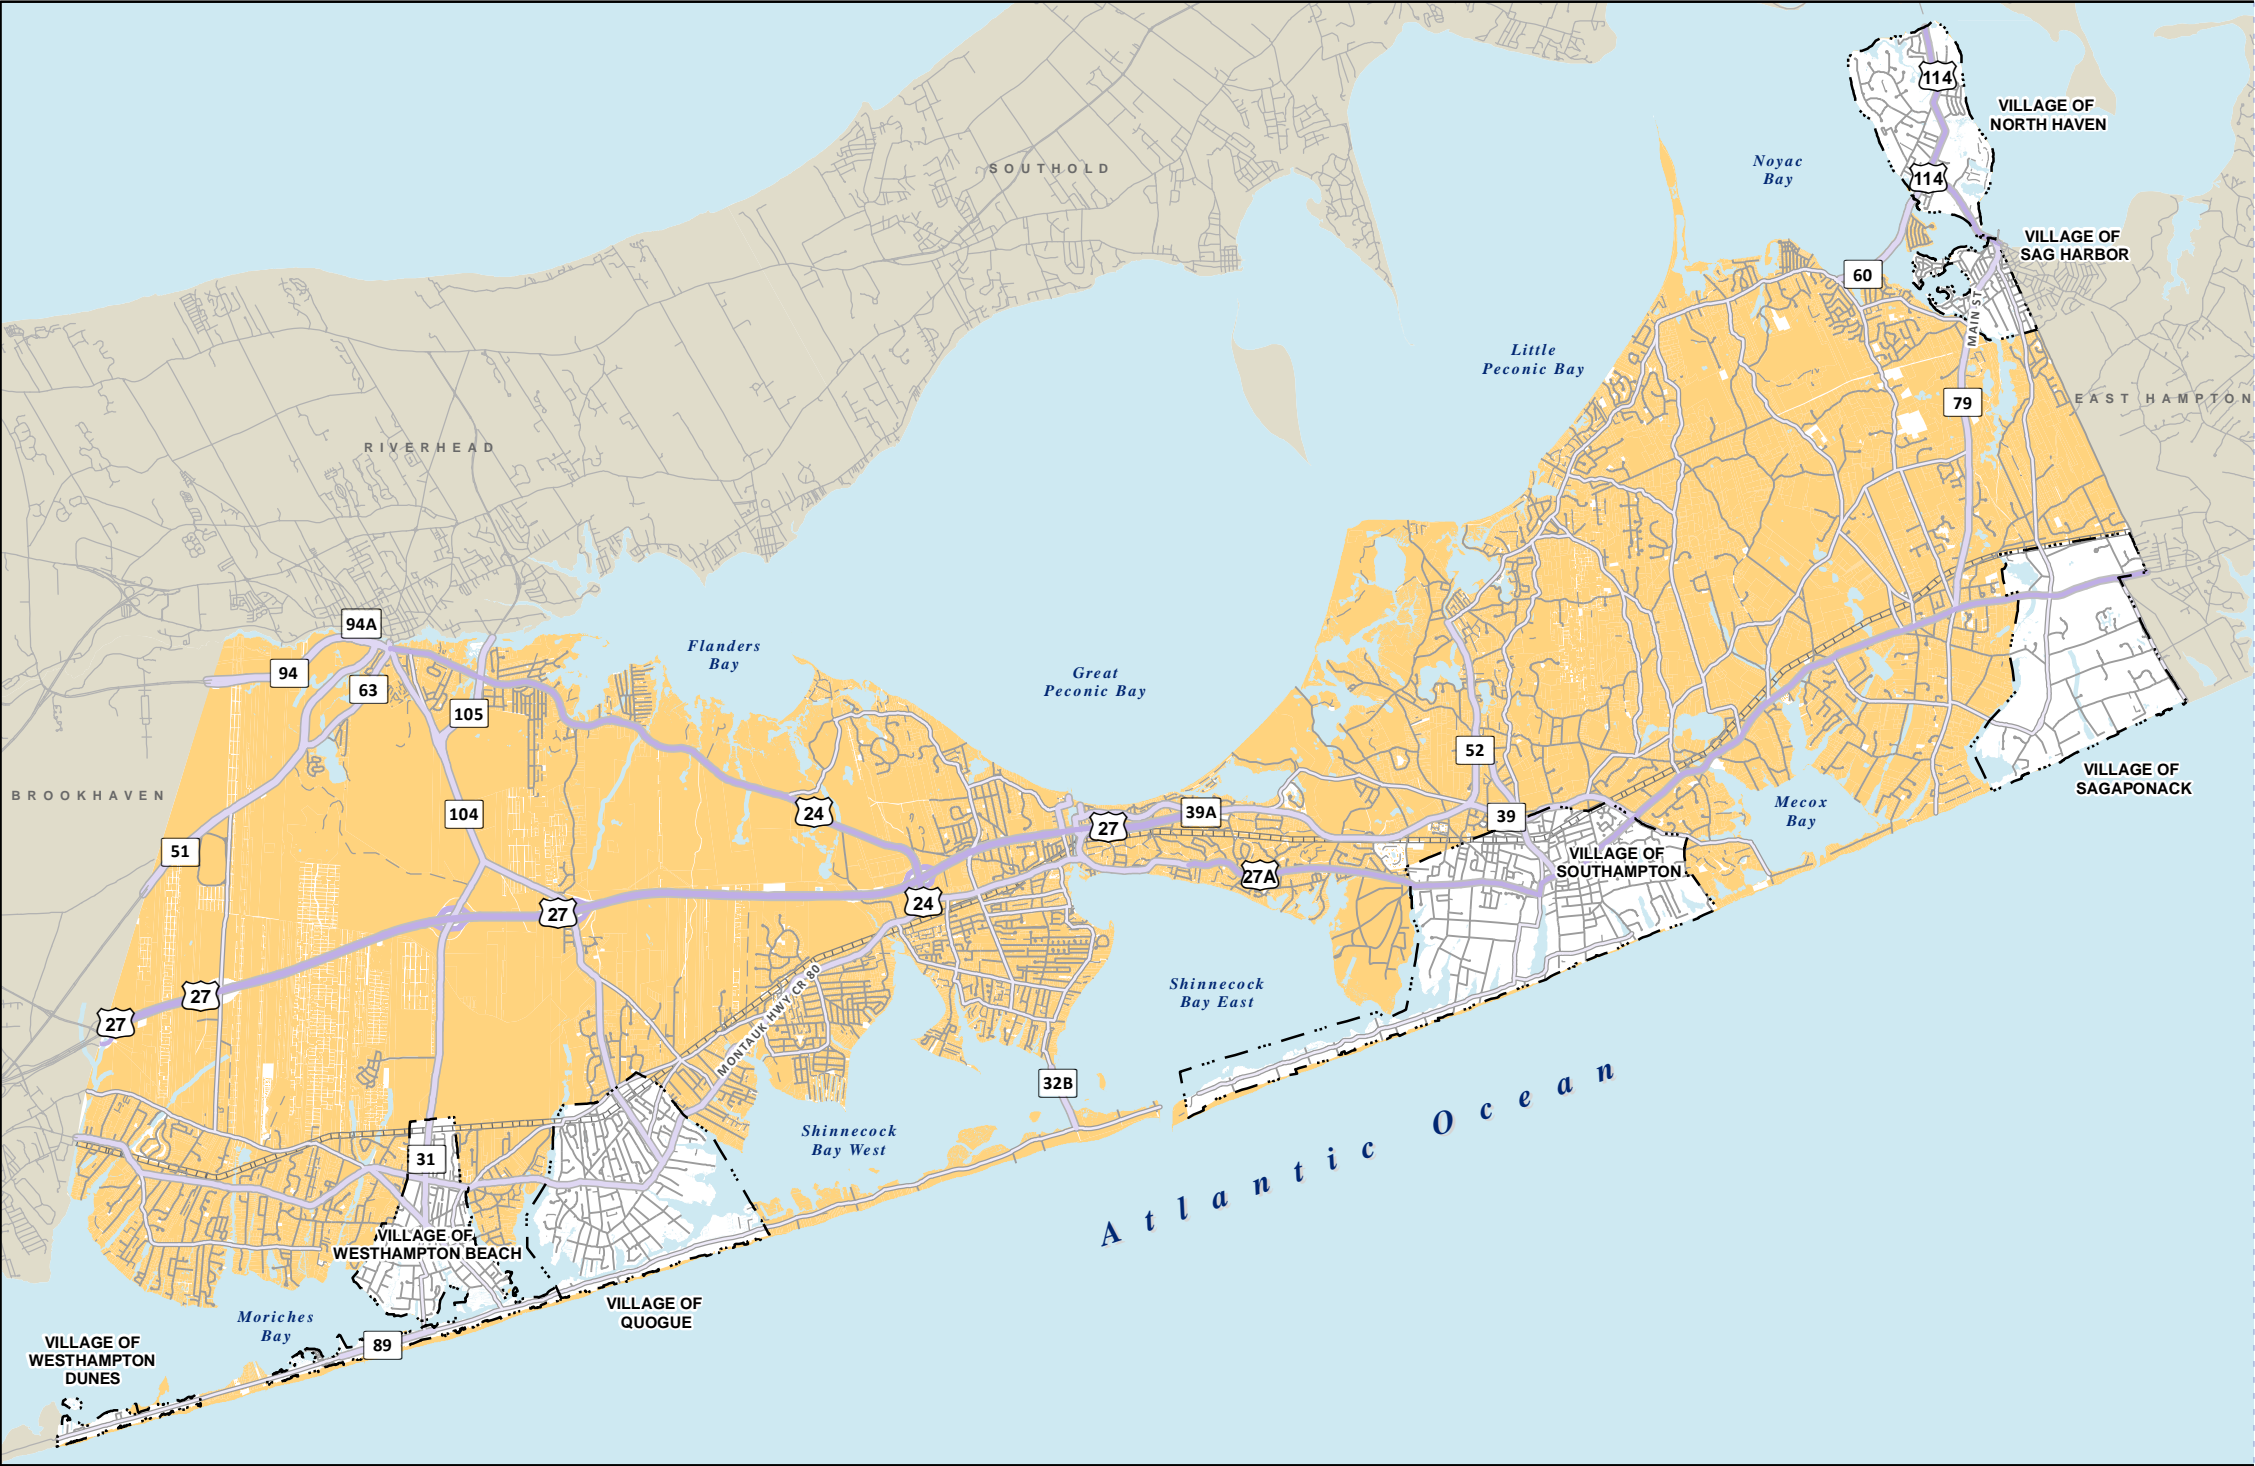 114
VILLAGE OF
NORTH HAVEN
SOUTHOLD
Noyac
Bay
114
VILLAGE OF
SAG HARBOR
60
MAIN ST
Little
Peconic Bay
79
EAST HAMPTON
RIVERHEAD
94A
Flanders
Bay
94
63
Great
Peconic Bay
105
52
VILLAGE OF
SAGAPONACK
BROOKHAVEN
104
24
39A
27
39
Mecox
Bay
51
VILLAGE OF
SOUTHAMPTON
27A
24
27
MONTAUK HWY CR 80
Shinnecock
Bay East
27
27
32B
Atlantic Ocean
Shinnecock
Bay West
31
VILLAGE OF
WESTHAMPTON BEACH
VILLAGE OF
QUOGUE
Moriches
Bay
89
VILLAGE OF
WESTHAMPTON
DUNES